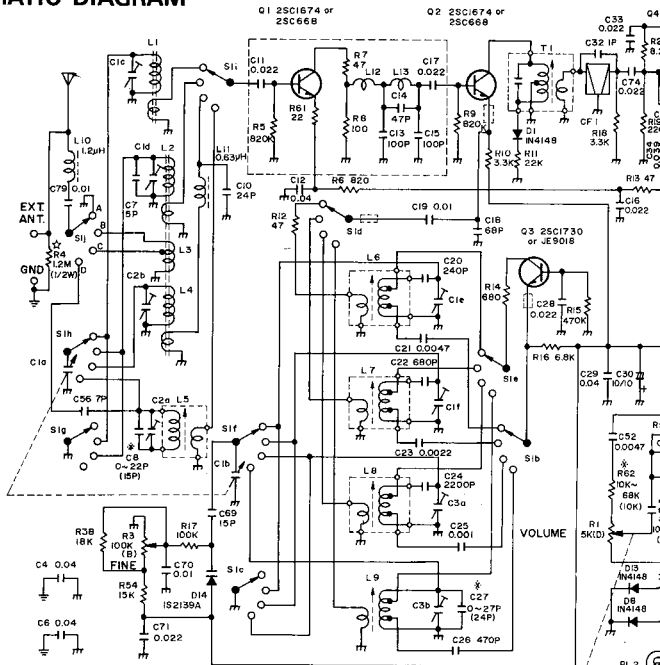 MATIC DIAGRAM
Q1 2SC1674 or
2SC668
Q2 2SC1674 or
2SC668
C33
0.022
Q4
C32 1P
C1c
L1
S1i
C11
0.022
R7
47
L12
L13
C17
0.022
T1
C74
0.022
C14
47P
R61
22
R5
820K
R8
100
C13
100P
C15
100P
R9
820K
D1
1N4148
CF1
R18
3.3K
R10
3.3K
R11
22K
L10
1.2μH
L11
0.63μH
C1d
L2
C7
5P
C10
24P
C79 0.01
EXT.
ANT.
A
B
C
D
S1j
R4
1.2M
(1/2W)
GND
L3
C2b
L4
C12
0.04
R6 820
R13 47
C16
0.022
R12
47
S1d
C19 0.01
C18
68P
Q3 2SC1730
or JE9018
L6
C20
240P
C1e
R14
680
C28
0.022
R15
470K
C21 0.0047
R16 6.8K
C22 680P
S1e
C29
0.04
C30
10/10
S1h
C1a
C56 7P
C2a
L5
S1g
※
C8
0~22P
(15P)
L7
C1f
C23 0.0022
S1f
C1b
S1b
L8
C24
2200P
C3a
C25
0.001
C52
0.0047
※
R62
10K~
68K
(10K)
VOLUME
R1
5K(D)
C69
15P
R38
18K
R3
100K
(B)
FINE
R17
100K
C70
0.01
D14
1S2139A
R54
15K
C71
0.022
C4 0.04
C6 0.04
S1c
L9
C3b
※
C27
0~27P
(24P)
C26 470P
D13
1N4148
D6
1N4148